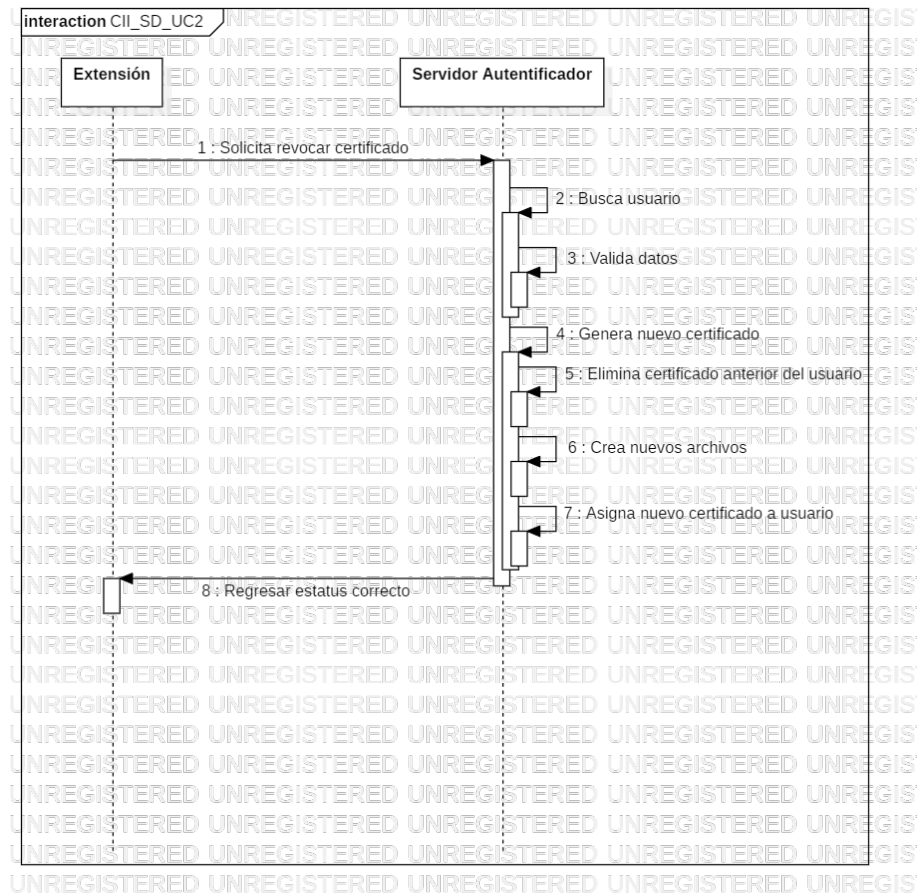 interaction CII_SD_UC2
Extensión
Servidor Autentificador
1 : Solicita revocar certificado
2 : Busca usuario
3 : Valida datos
4 : Genera nuevo certificado
5 : Elimina certificado anterior del usuario
6 : Crea nuevos archivos
7 : Asigna nuevo certificado a usuario
8 : Regresar estatus correcto
UNREGISTERED